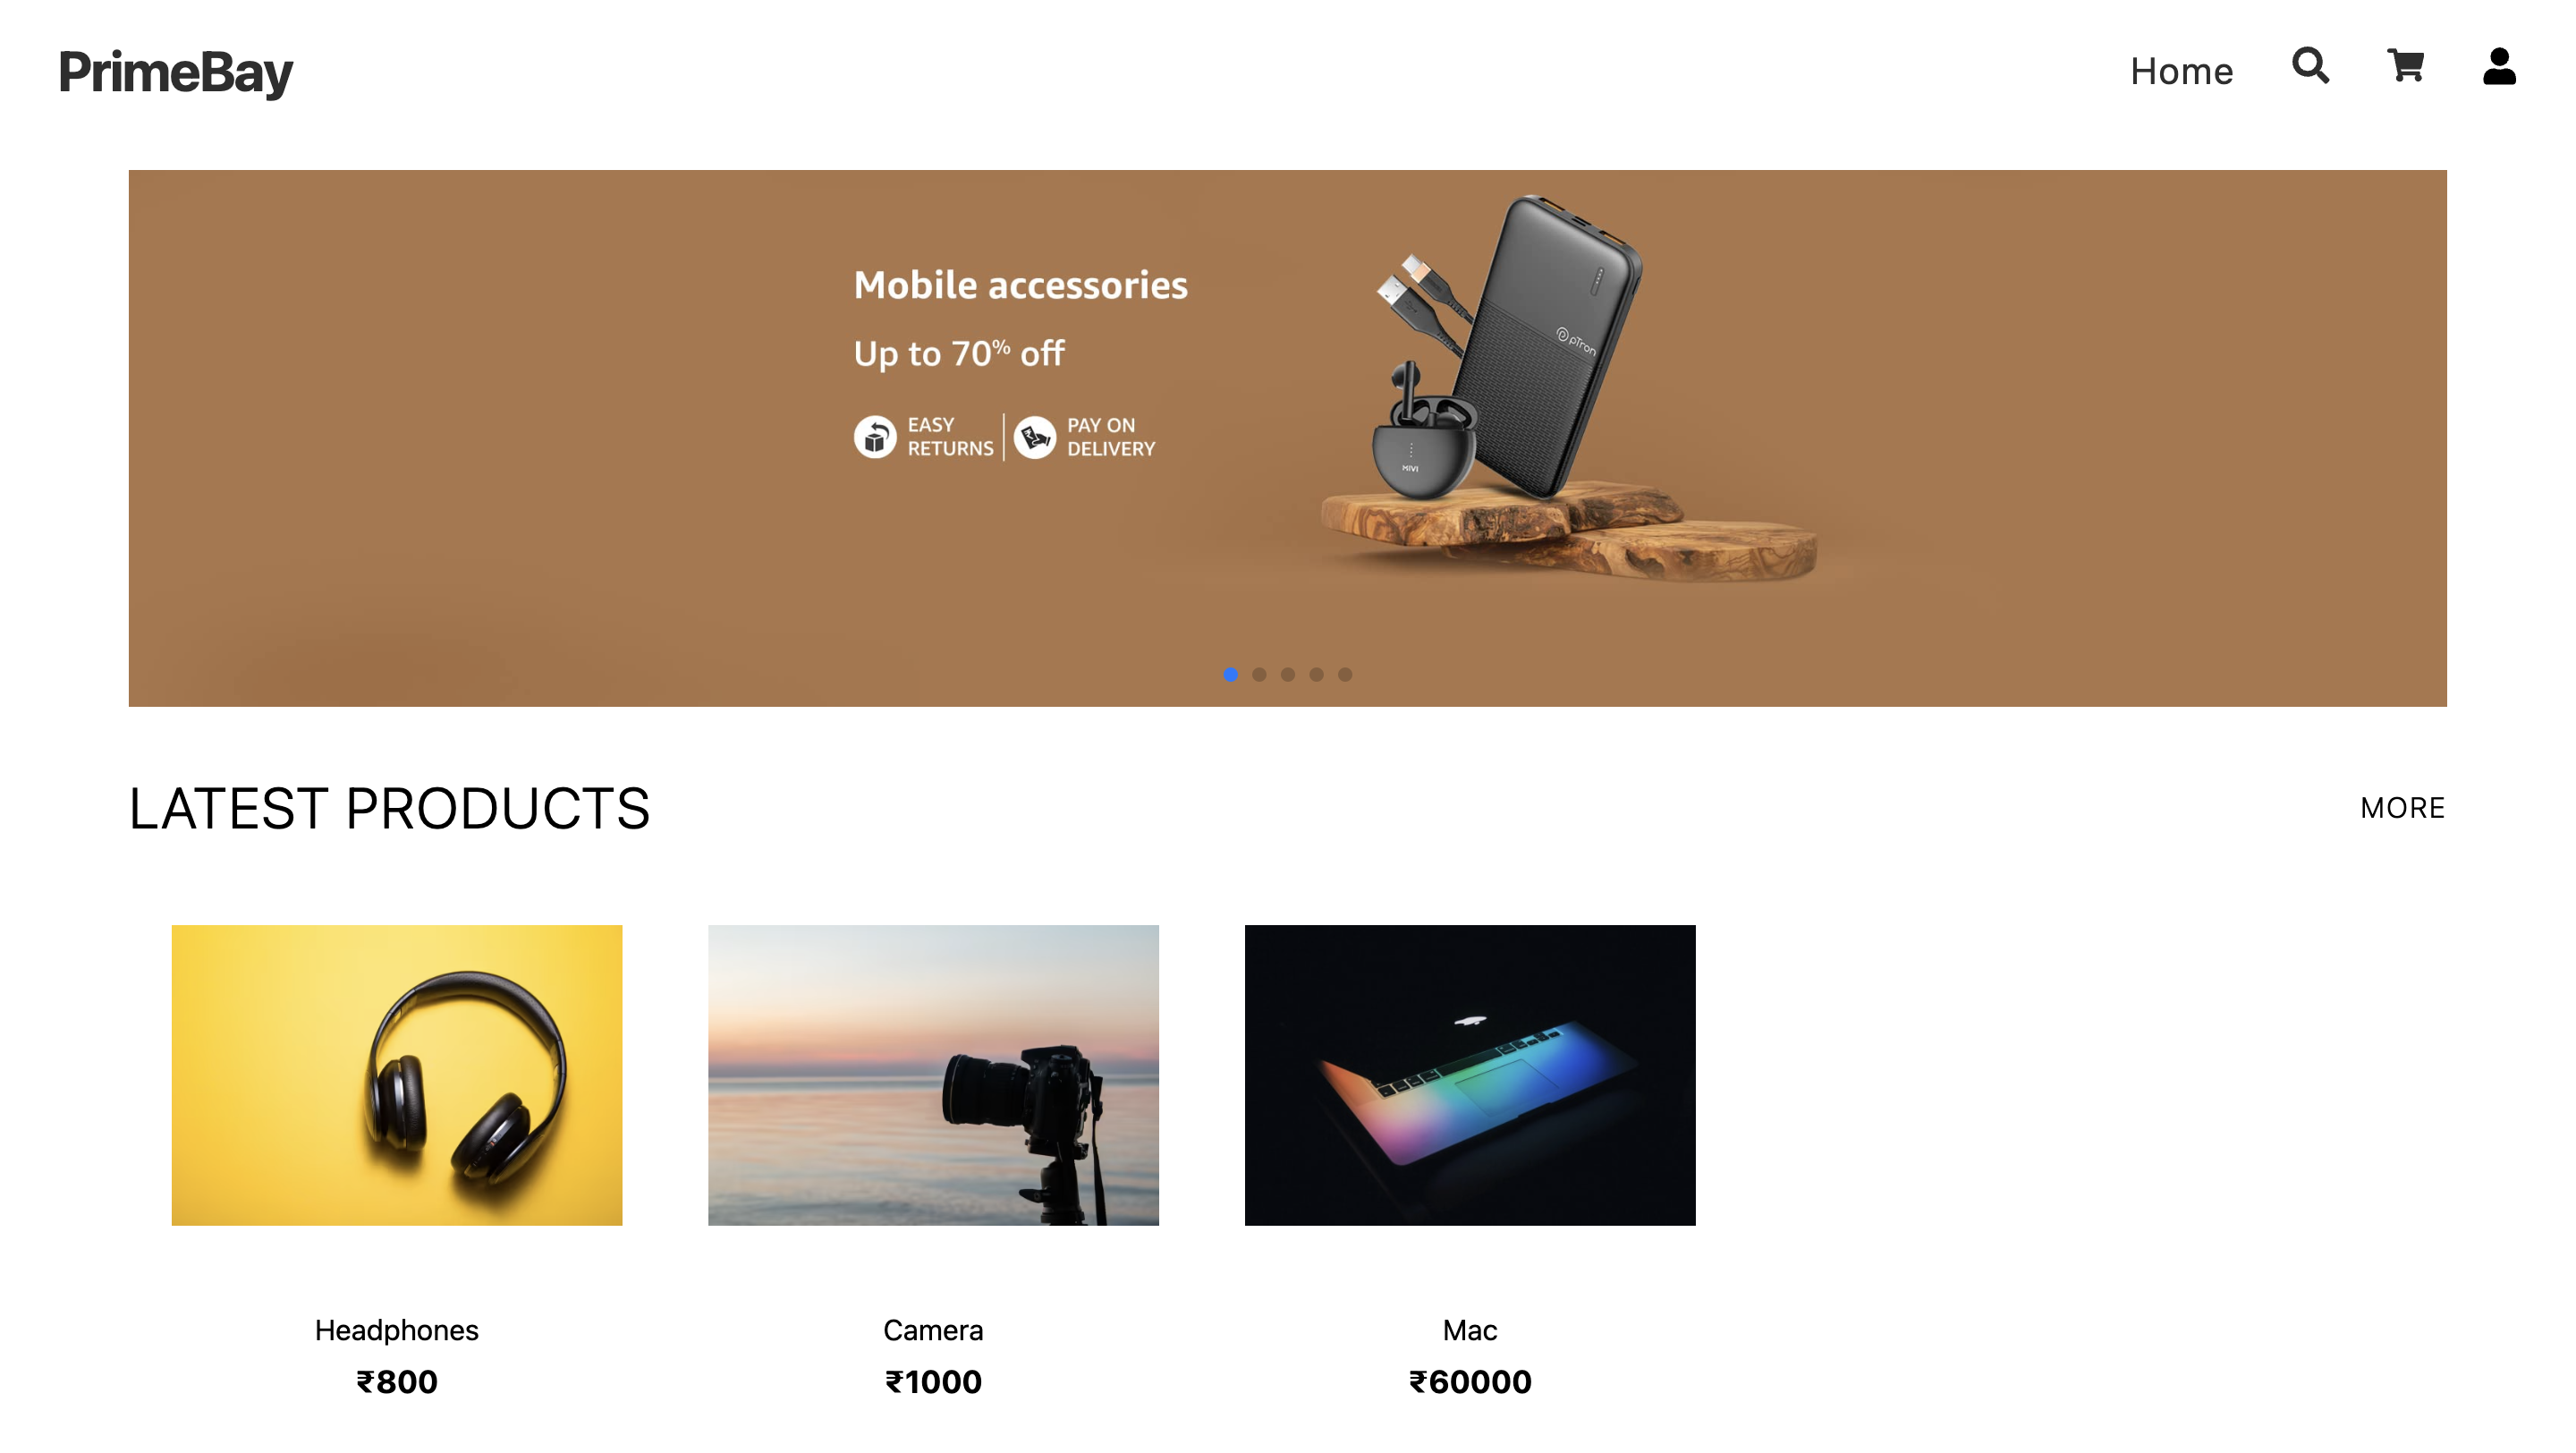 PrimeBay
Home
Mobile accessories
Up to 70% off
EASY
RETURNS
PAY ON
DELIVERY
pTron
MIVI
LATEST PRODUCTS
MORE
Headphones
Camera
Mac
₹800
₹1000
₹60000